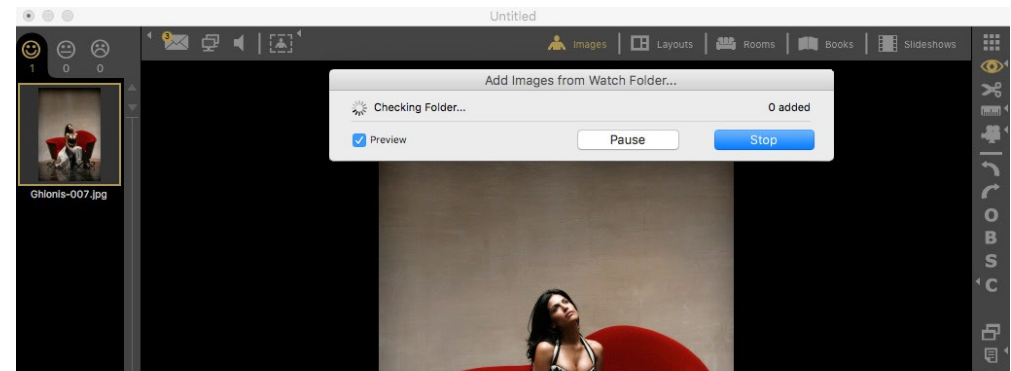 Untitled
3
Images Layouts Rooms Books Slideshows
1 0 0
Add Images from Watch Folder...
Checking Folder... 0 added
Preview Pause Stop
Ghionis-007.jpg
O
B
S
C